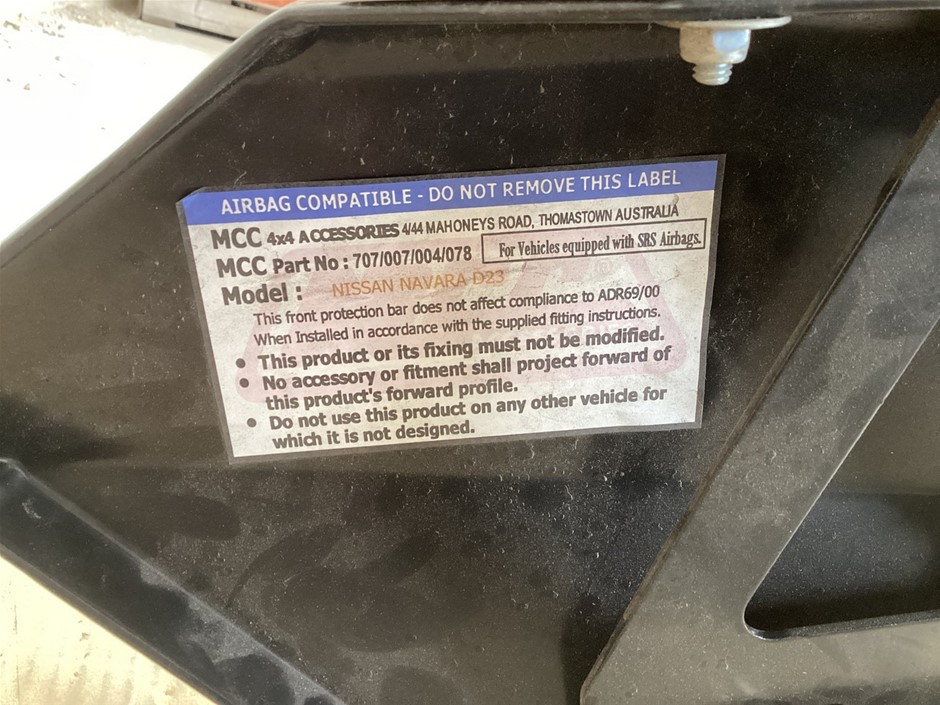 AIRBAG COMPATIBLE - DO NOT REMOVE THIS LABEL
MCC 4x4 ACCESSORIES 4/44 MAHONEYS ROAD, THOMASTOWN AUSTRALIA
MCC Part No : 707/007/004/078 For Vehicles equipped with SRS Airbags.
Model : NISSAN NAVARA D23
This front protection bar does not affect compliance to ADR69/00
When Installed in accordance with the supplied fitting instructions.
• This product or its fixing must not be modified.
• No accessory or fitment shall project forward of
this product's forward profile.
• Do not use this product on any other vehicle for
which it is not designed.